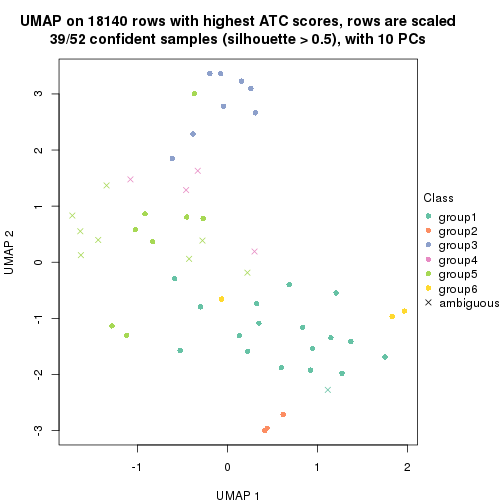 UMAP on 18140 rows with highest ATC scores, rows are scaled
39/52 confident samples (silhouette > 0.5), with 10 PCs
3
2
1
0
-1
-2
-3
UMAP 2
-1
0
1
2
UMAP 1
Class
group1
group2
group3
group4
group5
group6
ambiguous